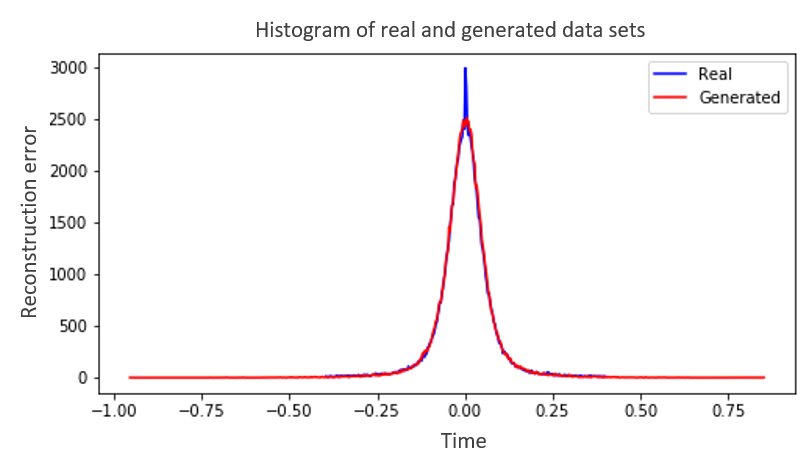 Histogram of real and generated data sets
3000
2500
2000
1500
1000
500
0
Reconstruction error
Real
Generated
−1.00 −0.75 −0.50 −0.25 0.00 0.25 0.50 0.75
Time